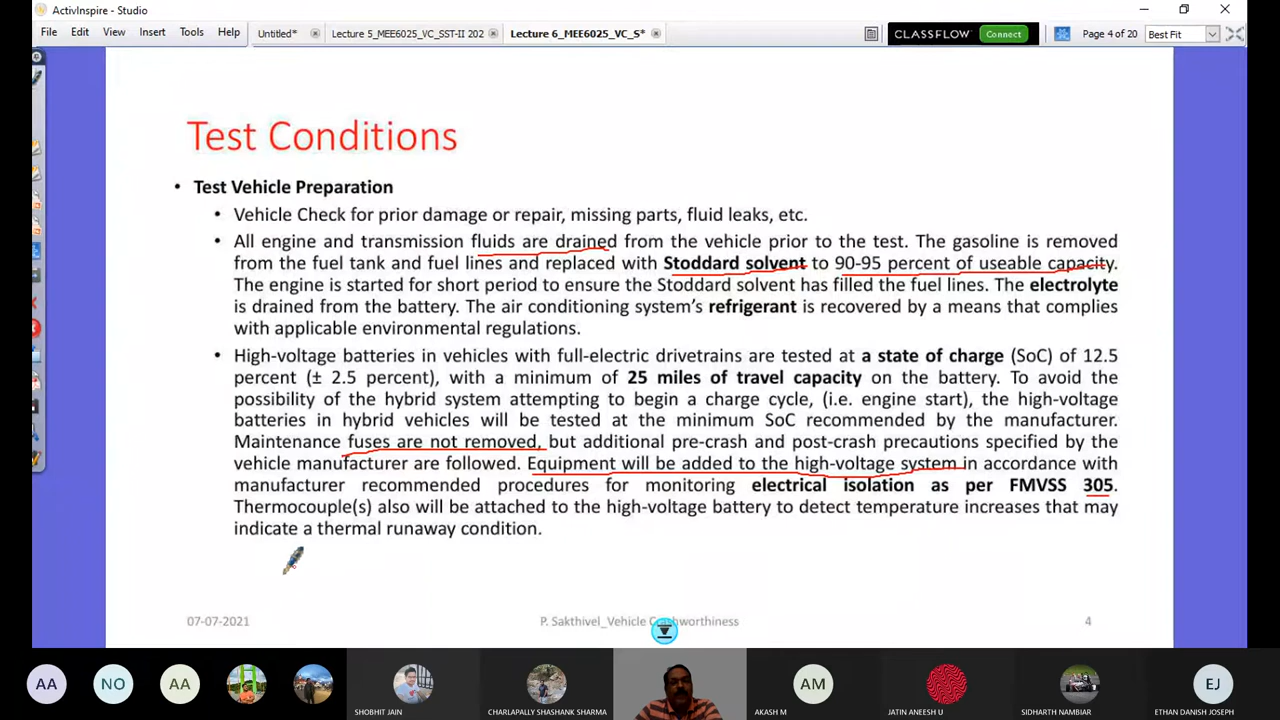 ActivInspire - Studio
File Edit View Insert Tools Help
Untitled* Lecture 5_MEE6025_VC_SST-II 202 Lecture 6_MEE6025_VC_S*
CLASSFLOW Connect Page 4 of 20 Best Fit
Test Conditions
• Test Vehicle Preparation
• Vehicle Check for prior damage or repair, missing parts, fluid leaks, etc.
• All engine and transmission fluids are drained from the vehicle prior to the test. The gasoline is removed
from the fuel tank and fuel lines and replaced with Stoddard solvent to 90-95 percent of useable capacity.
The engine is started for short period to ensure the Stoddard solvent has filled the fuel lines. The electrolyte
is drained from the battery. The air conditioning system's refrigerant is recovered by a means that complies
with applicable environmental regulations.
• High-voltage batteries in vehicles with full-electric drivetrains are tested at a state of charge (SoC) of 12.5
percent (± 2.5 percent), with a minimum of 25 miles of travel capacity on the battery. To avoid the
possibility of the hybrid system attempting to begin a charge cycle, (i.e. engine start), the high-voltage
batteries in hybrid vehicles will be tested at the minimum SoC recommended by the manufacturer.
Maintenance fuses are not removed, but additional pre-crash and post-crash precautions specified by the
vehicle manufacturer are followed. Equipment will be added to the high-voltage system in accordance with
manufacturer recommended procedures for monitoring electrical isolation as per FMVSS 305.
Thermocouple(s) also will be attached to the high-voltage battery to detect temperature increases that may
indicate a thermal runaway condition.
07-07-2021 P. Sakthivel_Vehicle Crashworthiness 4
AA NO AA AM EJ
SHOBHIT JAIN CHARLAPALLY SHASHANK SHARMA AKASH M JATIN ANEESH U SIDHARTH NAMBIAR ETHAN DANISH JOSEPH